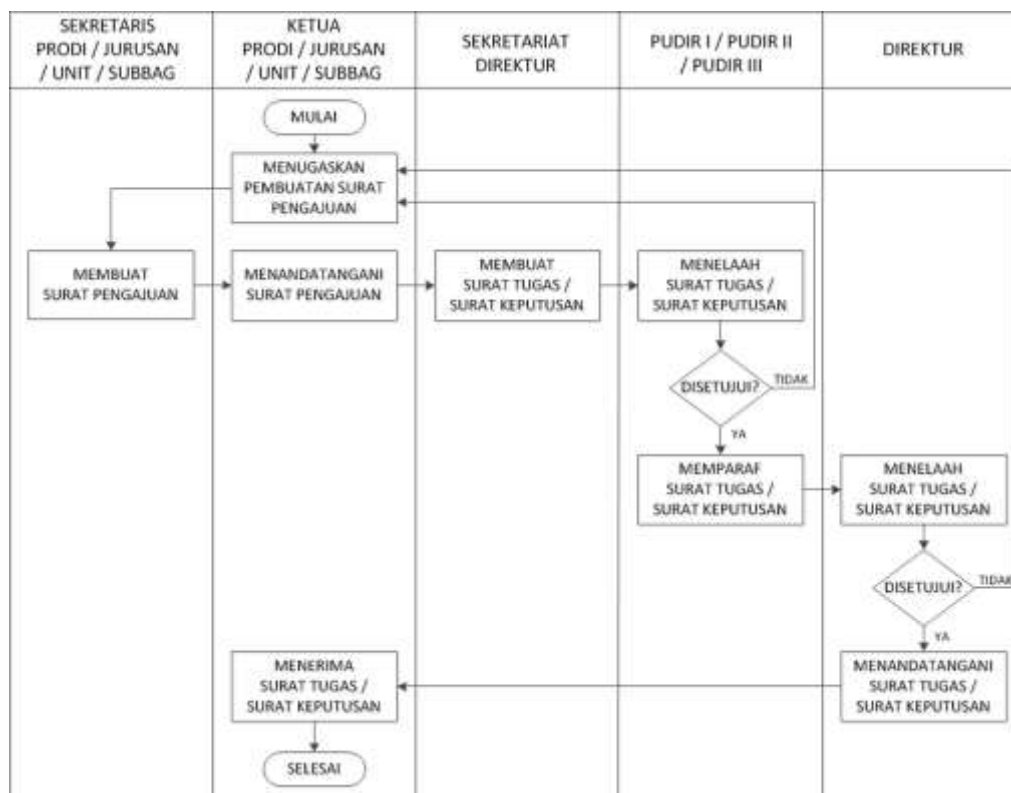 SEKRETARIS
PRODI / JURUSAN
/ UNIT / SUBBAG
KETUA
PRODI / JURUSAN
/ UNIT / SUBBAG
SEKRETARIAT
DIREKTUR
PUDIR I / PUDIR II
/ PUDIR III
DIREKTUR
MULAI
MENUGASKAN
PEMBUATAN SURAT
PENGAJUAN
MEMBUAT
SURAT PENGAJUAN
MENANDATANGANI
SURAT PENGAJUAN
MEMBUAT
SURAT TUGAS /
SURAT KEPUTUSAN
MENELAAH
SURAT TUGAS /
SURAT KEPUTUSAN
DISETUJUI?
TIDAK
YA
MEMPARAF
SURAT TUGAS /
SURAT KEPUTUSAN
MENELAAH
SURAT TUGAS /
SURAT KEPUTUSAN
DISETUJUI?
TIDAK
YA
MENANDATANGANI
SURAT TUGAS /
SURAT KEPUTUSAN
MENERIMA
SURAT TUGAS /
SURAT KEPUTUSAN
SELESAI